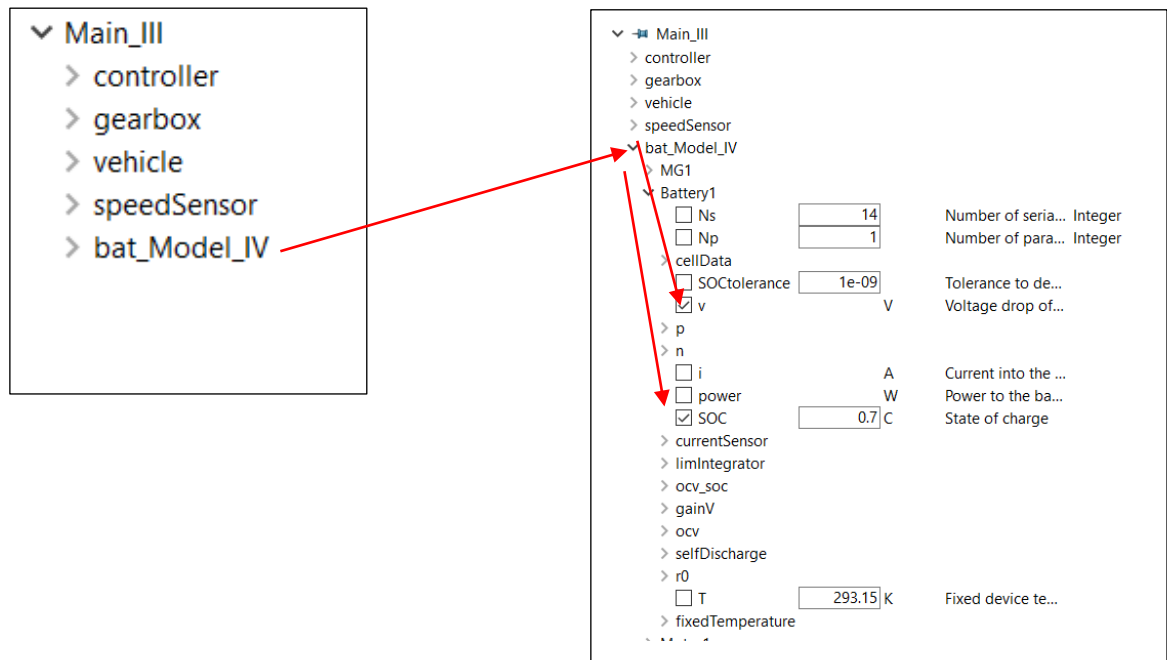 Main_III
controller
gearbox
vehicle
speedSensor
bat_Model_IV
Main_III
controller
gearbox
vehicle
speedSensor
bat_Model_IV
MG1
Battery1
Ns 14 Number of seria... Integer
Np 1 Number of para... Integer
cellData
SOCtolerance 1e-09 Tolerance to de...
v V Voltage drop of...
p
n
i A Current into the ...
power W Power to the ba...
SOC 0.7 C State of charge
currentSensor
limIntegrator
ocv_soc
gainV
ocv
selfDischarge
r0
T 293.15 K Fixed device te...
fixedTemperature